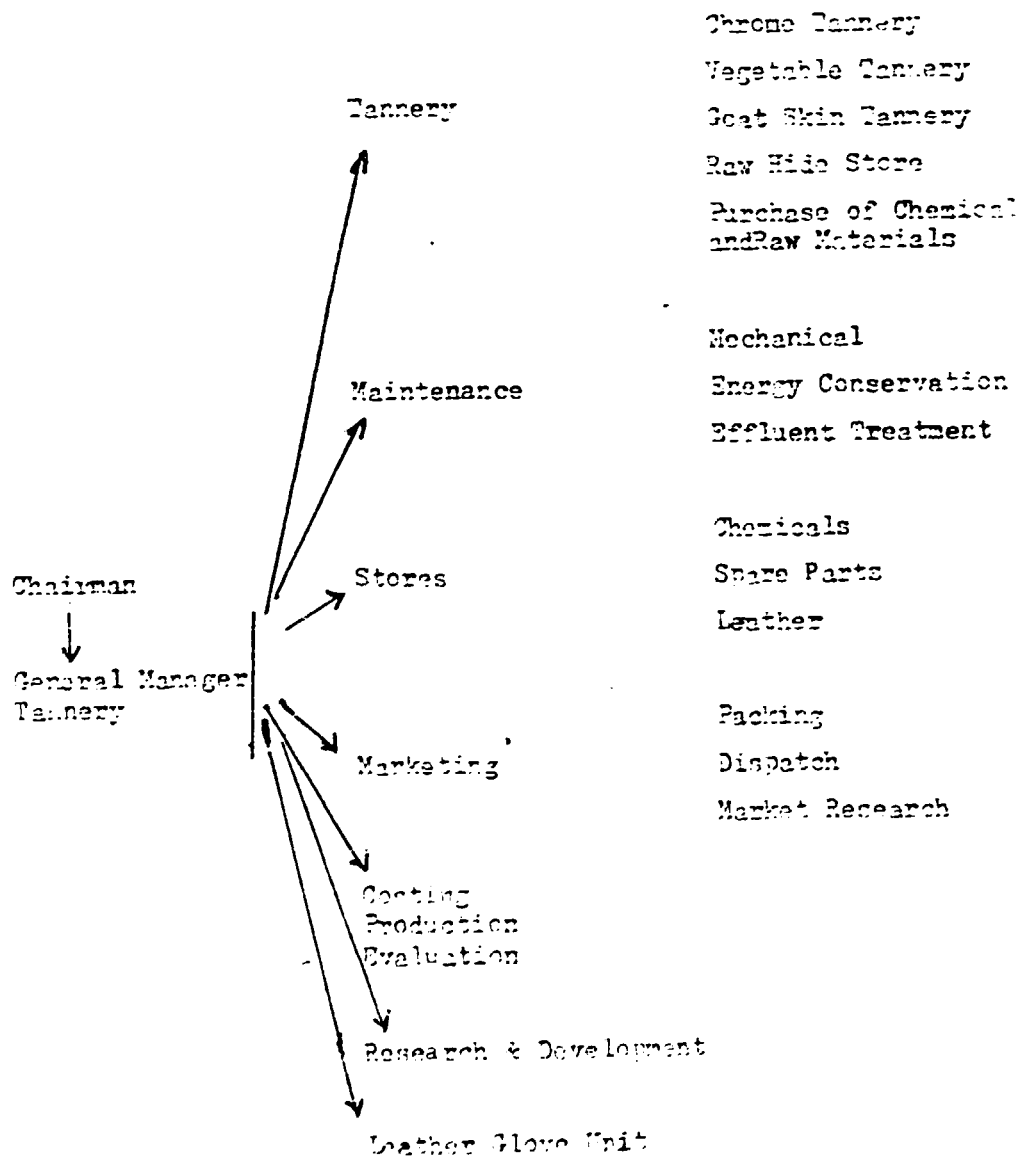 Chrome Tannery
Vegetable Tannery
Tannery
Goat Skin Tannery
Raw Hide Store
Purchase of Chemical
andRaw Materials
Mechanical
Maintenance
Energy Conservation
Effluent Treatment
Chemicals
Chairman
Stores
Spare Parts
Leather
General Manager
Tannery
Packing
Marketing
Dispatch
Market Research
Costing
Production
Evaluation
Research & Development
Leather Glove Unit